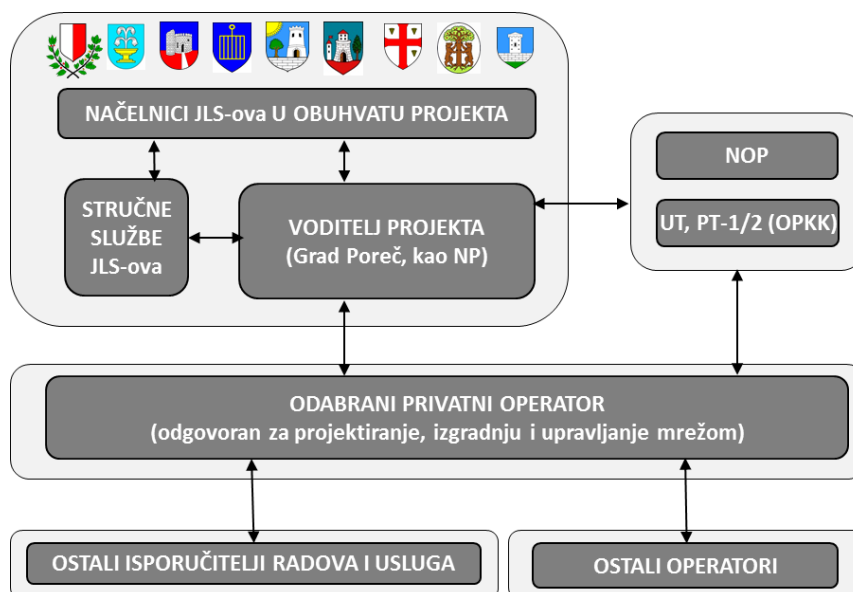 NAČELNICI JLS-ova U OBUHVATU PROJEKTA
STRUČNE
SLUŽBE
JLS-ova
VODITELJ PROJEKTA
(Grad Poreč, kao NP)
NOP
UT, PT-1/2 (OPKK)
ODABRANI PRIVATNI OPERATOR
(odgovoran za projektiranje, izgradnju i upravljanje mrežom)
OSTALI ISPORUČITELJI RADOVA I USLUGA
OSTALI OPERATORI